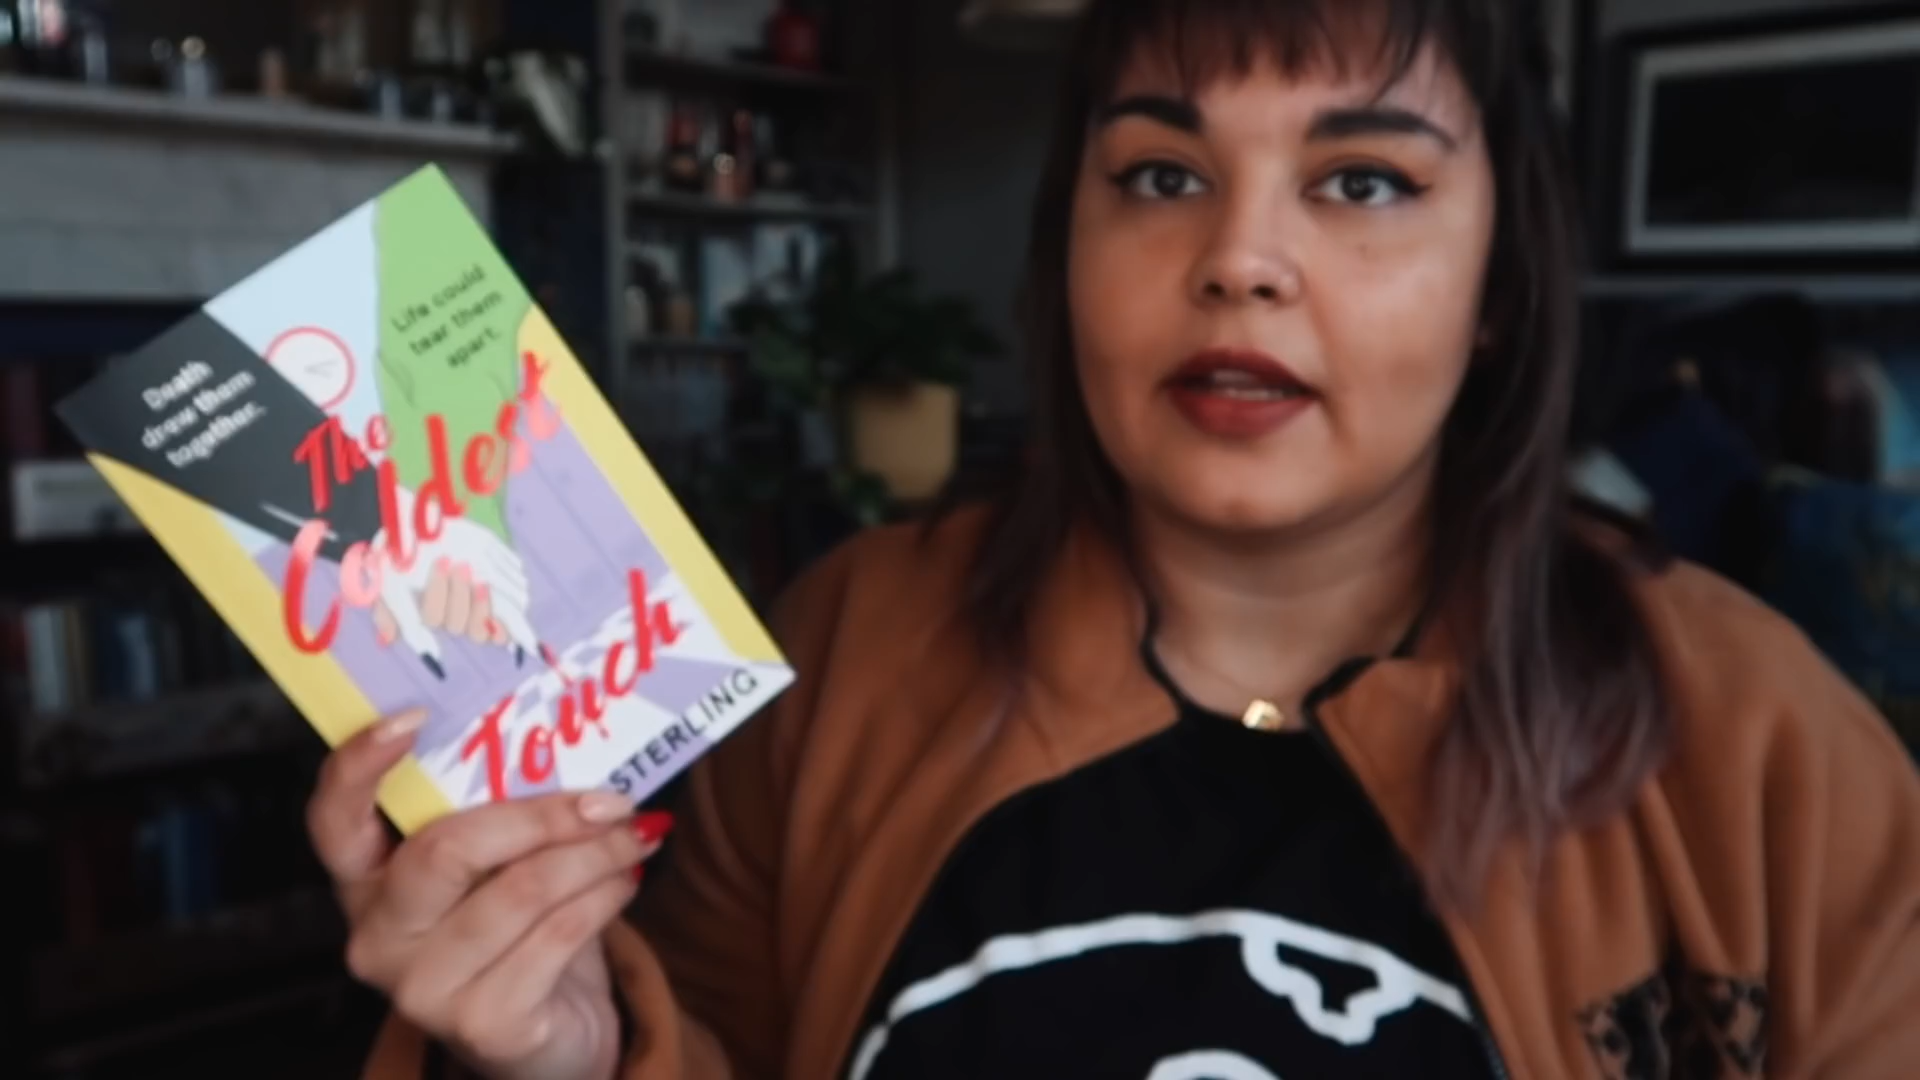 Death
drew them
together.
Life could
tear them
apart.
The
Coldest
Touch
STERLING